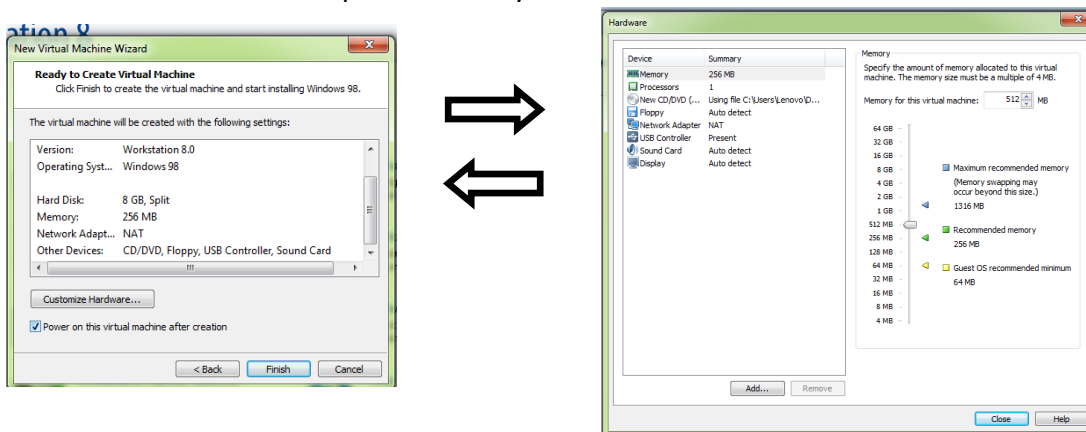 ation 8
New Virtual Machine Wizard
Ready to Create Virtual Machine
Click Finish to create the virtual machine and start installing Windows 98.
The virtual machine will be created with the following settings:
Version: Workstation 8.0
Operating Syst... Windows 98
Hard Disk: 8 GB, Split
Memory: 256 MB
Network Adapt... NAT
Other Devices: CD/DVD, Floppy, USB Controller, Sound Card
Customize Hardware...
Power on this virtual machine after creation
< Back Finish Cancel
Hardware
Device Summary
Memory 256 MB
Processors 1
New CD/DVD (... Using file C:\Users\Lenovo\D...
Floppy Auto detect
Network Adapter NAT
USB Controller Present
Sound Card Auto detect
Display Auto detect
Add... Remove
Memory
Specify the amount of memory allocated to this virtual
machine. The memory size must be a multiple of 4 MB.
Memory for this virtual machine: 512 MB
64 GB
32 GB
16 GB
8 GB
4 GB
2 GB
1 GB
512 MB
256 MB
128 MB
64 MB
32 MB
16 MB
8 MB
4 MB
Maximum recommended memory
(Memory swapping may
occur beyond this size.)
1316 MB
Recommended memory
256 MB
Guest OS recommended minimum
64 MB
Close Help